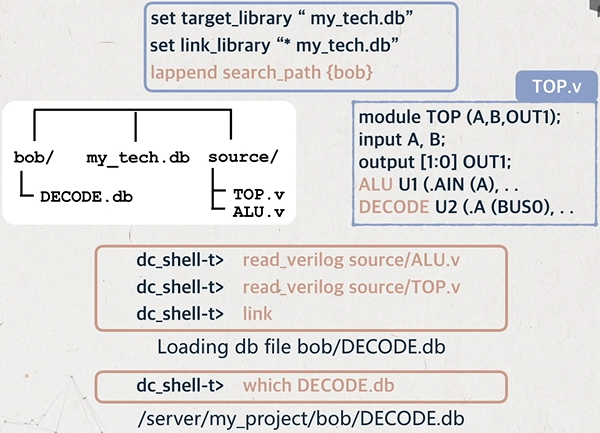 set target_library “ my_tech.db”
set link_library “* my_tech.db”
lappend search_path {bob}
TOP.v
module TOP (A,B,OUT1);
input A, B;
output [1:0] OUT1;
ALU U1 (.AIN (A), . .
DECODE U2 (.A (BUS0), . .
bob/ my_tech.db source/
DECODE.db
TOP.v
ALU.v
dc_shell-t> read_verilog source/ALU.v
dc_shell-t> read_verilog source/TOP.v
dc_shell-t> link
Loading db file bob/DECODE.db
dc_shell-t> which DECODE.db
/server/my_project/bob/DECODE.db